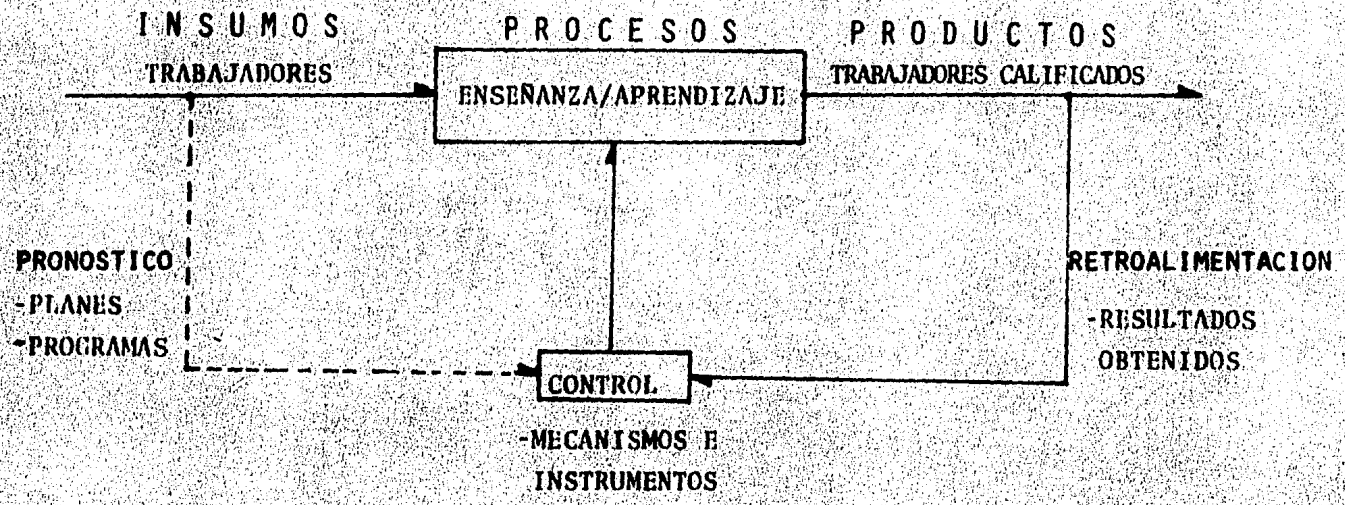 INSUMOS
PROCESOS
PRODUCTOS
TRABAJADORES
ENSEÑANZA/APRENDIZAJE
TRABAJADORES CALIFICADOS
PRONOSTICO
-PLANES
-PROGRAMAS
RETROALIMENTACION
-RESULTADOS
OBTENIDOS
CONTROL
-MECANISMOS E
INSTRUMENTOS